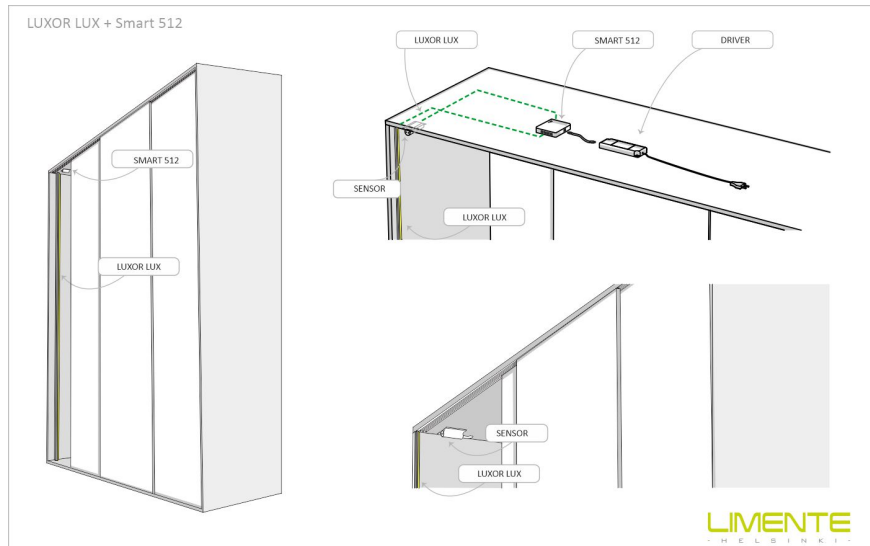 LUXOR LUX + Smart 512
LUXOR LUX
SMART 512
DRIVER
SMART 512
SENSOR
LUXOR LUX
LUXOR LUX
SENSOR
LUXOR LUX
LIMENTE
- HELSINKI -